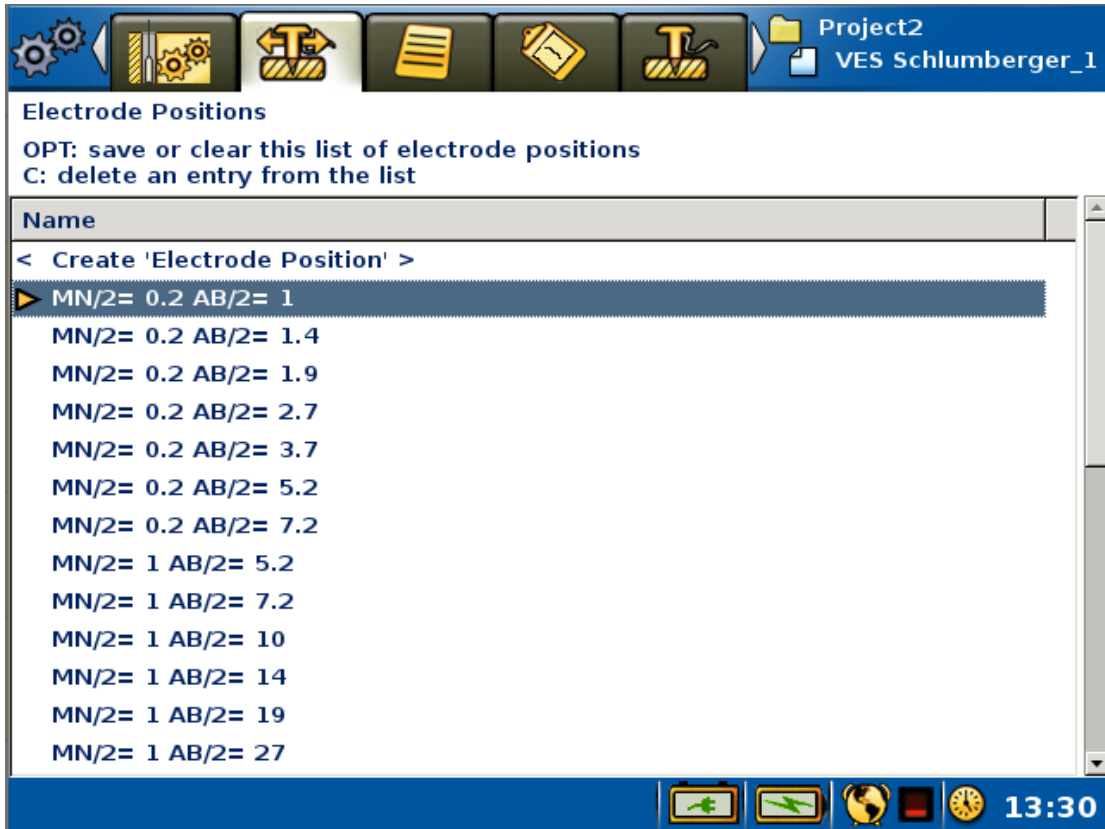 Project2
VES Schlumberger_1
Electrode Positions
OPT: save or clear this list of electrode positions
C: delete an entry from the list
Name
< Create 'Electrode Position' >
MN/2= 0.2 AB/2= 1
MN/2= 0.2 AB/2= 1.4
MN/2= 0.2 AB/2= 1.9
MN/2= 0.2 AB/2= 2.7
MN/2= 0.2 AB/2= 3.7
MN/2= 0.2 AB/2= 5.2
MN/2= 0.2 AB/2= 7.2
MN/2= 1 AB/2= 5.2
MN/2= 1 AB/2= 7.2
MN/2= 1 AB/2= 10
MN/2= 1 AB/2= 14
MN/2= 1 AB/2= 19
MN/2= 1 AB/2= 27
13:30